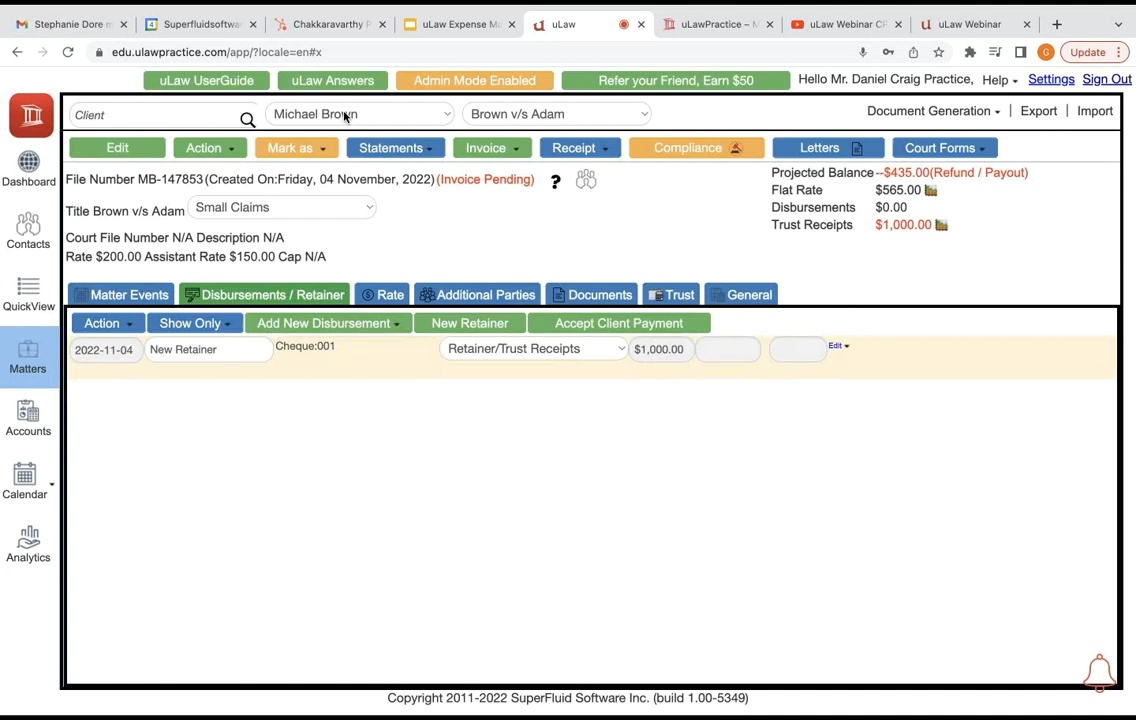 Stephanie Dore m
Superfluidsoftwa
Chakkaravarthy P
uLaw Expense Ma
uLaw
uLawPractice – M
uLaw Webinar CP
uLaw Webinar
edu.ulawpractice.com/app/?locale=en#x
G
Update
uLaw UserGuide
uLaw Answers
Admin Mode Enabled
Refer your Friend, Earn $50
Hello Mr. Daniel Craig Practice,
Help
Settings
Sign Out
Client
Michael Brown
Brown v/s Adam
Document Generation
Export
Import
Edit
Action
Mark as
Statements
Invoice
Receipt
Compliance
Letters
Court Forms
File Number MB-147853(Created On:Friday, 04 November, 2022)(Invoice Pending)
?
Title Brown v/s Adam
Small Claims
Court File Number N/A Description N/A
Rate $200.00 Assistant Rate $150.00 Cap N/A
Projected Balance--$435.00(Refund / Payout)
Flat Rate $565.00
Disbursements $0.00
Trust Receipts $1,000.00
Dashboard
Contacts
QuickView
Matters
Accounts
Calendar
Analytics
Matter Events
Disbursements / Retainer
Rate
Additional Parties
Documents
Trust
General
Action
Show Only
Add New Disbursement
New Retainer
Accept Client Payment
2022-11-04
New Retainer
Cheque:001
Retainer/Trust Receipts
$1,000.00
Edit
Copyright 2011-2022 SuperFluid Software Inc. (build 1.00-5349)